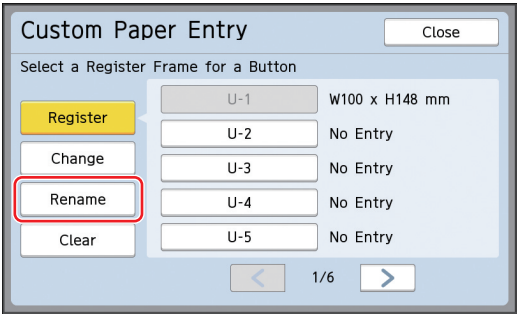 Custom Paper Entry
Close
Select a Register Frame for a Button
Register
Change
Rename
Clear
U-1 W100 x H148 mm
U-2 No Entry
U-3 No Entry
U-4 No Entry
U-5 No Entry
< 1/6 >